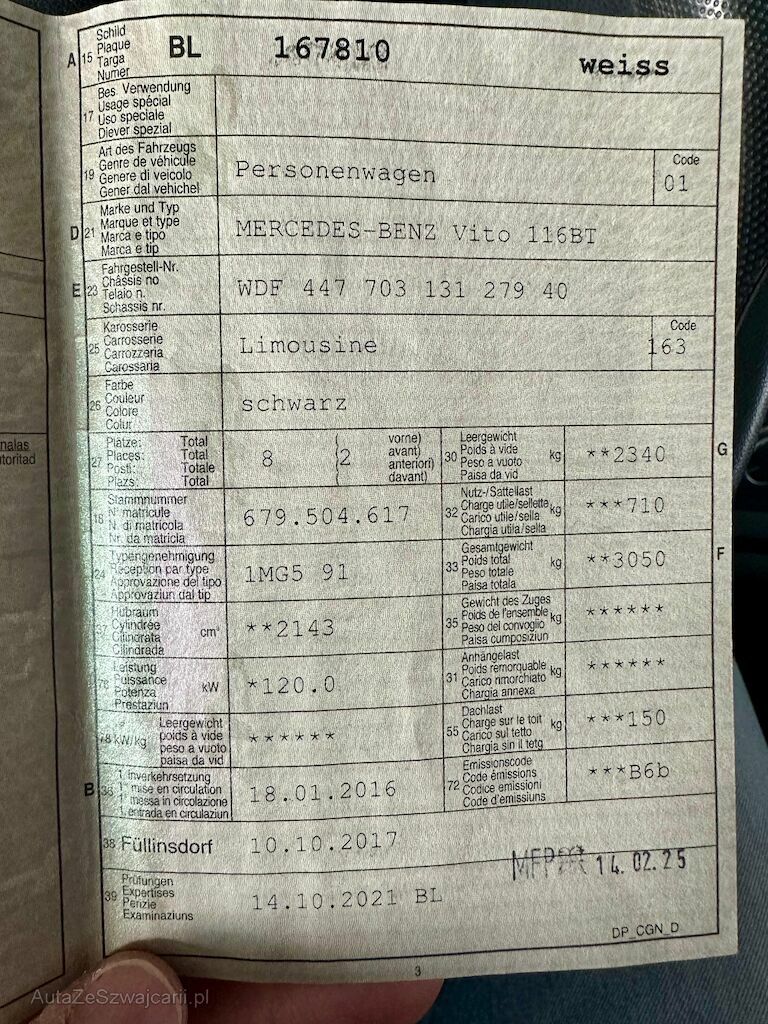 A 15 Schild BL 167810 weiss
Plaque
Targa
Numer
17 Bes. Verwendung
Usage spécial
Uso speciale
Diever spezial
19 Art des Fahrzeugs Personenwagen Code
Genre de véhicule 01
Genere di veicolo
Gener dal vehichel
D 21 Marke und Typ MERCEDES-BENZ Vito 116BT
Marque et type
Marca e tipo
Marca e tip
E 23 Fahrgestell-Nr. WDF 447 703 131 279 40
Châssis no
Telaio n.
Schassis nr.
25 Karosserie Limousine Code
Carrosserie 163
Carrozzeria
Carossaria
26 Farbe schwarz
Couleur
Colore
Colur
nalas
toritad
27 Plätze: Total 8 2 vorne)
Places: Total avant)
Posti: Totale anteriori)
Plazs: Total davant)
30 Leergewicht kg **2340 G
Poids à vide
Peso a vuoto
Paisa da vid
18 Stammnummer 679.504.617
N° matricule
N. di matricola
Nr. da matricla
32 Nutz-/Sattellast kg ***710
Charge utile/sellette
Carico utile/sella
Chargia utila/sella
24 Typengenehmigung 1MG5 91
Réception par type
Approvazione del tipo
Approvaziun dal tip
33 Gesamtgewicht kg **3050 F
Poids total
Peso totale
Paisa totala
37 Hubraum cm³ **2143
Cylindrée
Cilindrata
Cilindrada
35 Gewicht des Zuges kg ******
Poids de l'ensemble
Peso del convoglio
Paisa cumposiziun
76 Leistung kW *120.0
Puissance
Potenza
Prestaziun
31 Anhängelast kg ******
Poids remorquable
Carico rimorchiato
Chargia annexa
78 kW/kg Leergewicht ******
poids à vide
peso a vuoto
paisa da vid
55 Dachlast kg ***150
Charge sur le toit
Carico sul tetto
Chargia sin il tetg
B 36 1. Inverkehrsetzung 18.01.2016
1re mise en circulation
1a messa in circolazione
1. entrada en circulaziun
72 Emissionscode ***B6b
Code émissions
Codice emissioni
Code d'emissiuns
38 Füllinsdorf 10.10.2017
14.02.25
39 Prüfungen 14.10.2021 BL
Expertises
Perizie
Examinaziuns
DP_CGN_D
3
AutaZeSzwajcarii.pl